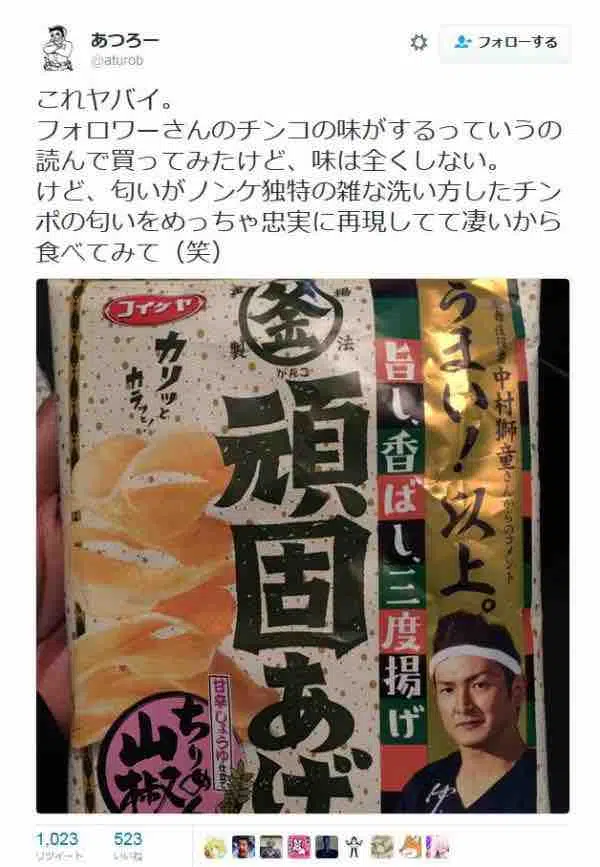 あつろー
@aturob
フォローする
これヤバイ。
フォロワーさんのチンコの味がするっていうの
読んで買ってみたけど、味は全くしない。
けど、匂いがノンケ独特の雑な洗い方したチン
ポの匂いをめっちゃ忠実に再現してて凄いから
食べてみて（笑）
コイケヤ
カリッと
カラッと!
釜
揚
製
法
がんこ
頑固あげ
旨し、香ばし、三度揚げ
うまい!以上。
中村獅童さんからのコメント
甘辛しょうゆ仕立て
ちりめん
山椒
1,023
リツイート
523
いいね